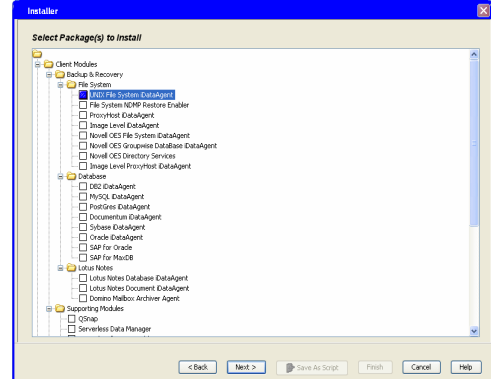 Installer
Select Package(s) to Install
Client Modules
Backup & Recovery
File System
UNIX File System iDataAgent
File System NDMP Restore Enabler
ProxyHost iDataAgent
Image Level iDataAgent
Novell OES File System iDataAgent
Novell OES Groupwise DataBase iDataAgent
Novell OES Directory Services
Image Level ProxyHost iDataAgent
Database
DB2 iDataAgent
MySQL iDataAgent
PostGres iDataAgent
Documentum iDataAgent
Sybase iDataAgent
Oracle iDataAgent
SAP for Oracle
SAP for MaxDB
Lotus Notes
Lotus Notes Database iDataAgent
Lotus Notes Document iDataAgent
Domino Mailbox Archiver Agent
Supporting Modules
QSnap
Serverless Data Manager
< Back Next > Save As Script Finish Cancel Help